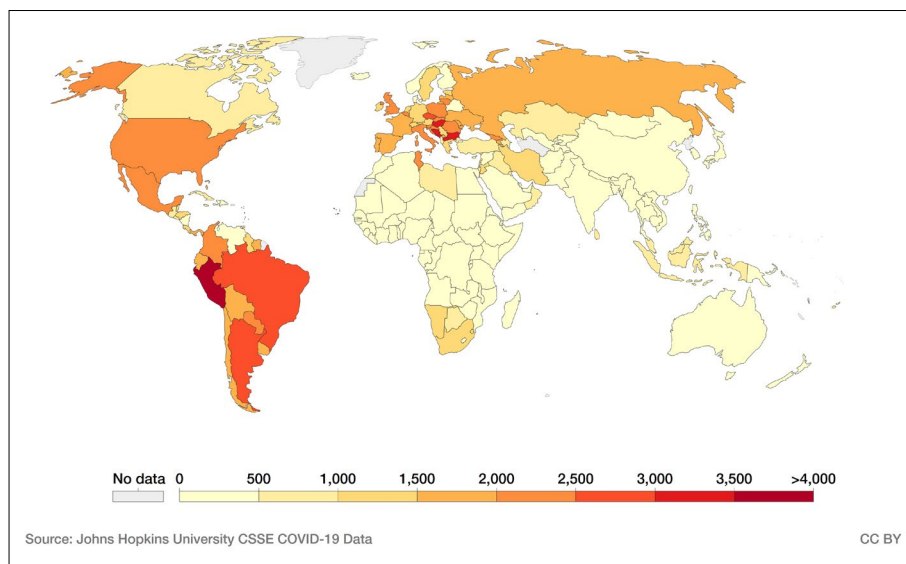 No data 0 500 1,000 1,500 2,000 2,500 3,000 3,500 >4,000
Source: Johns Hopkins University CSSE COVID-19 Data CC BY